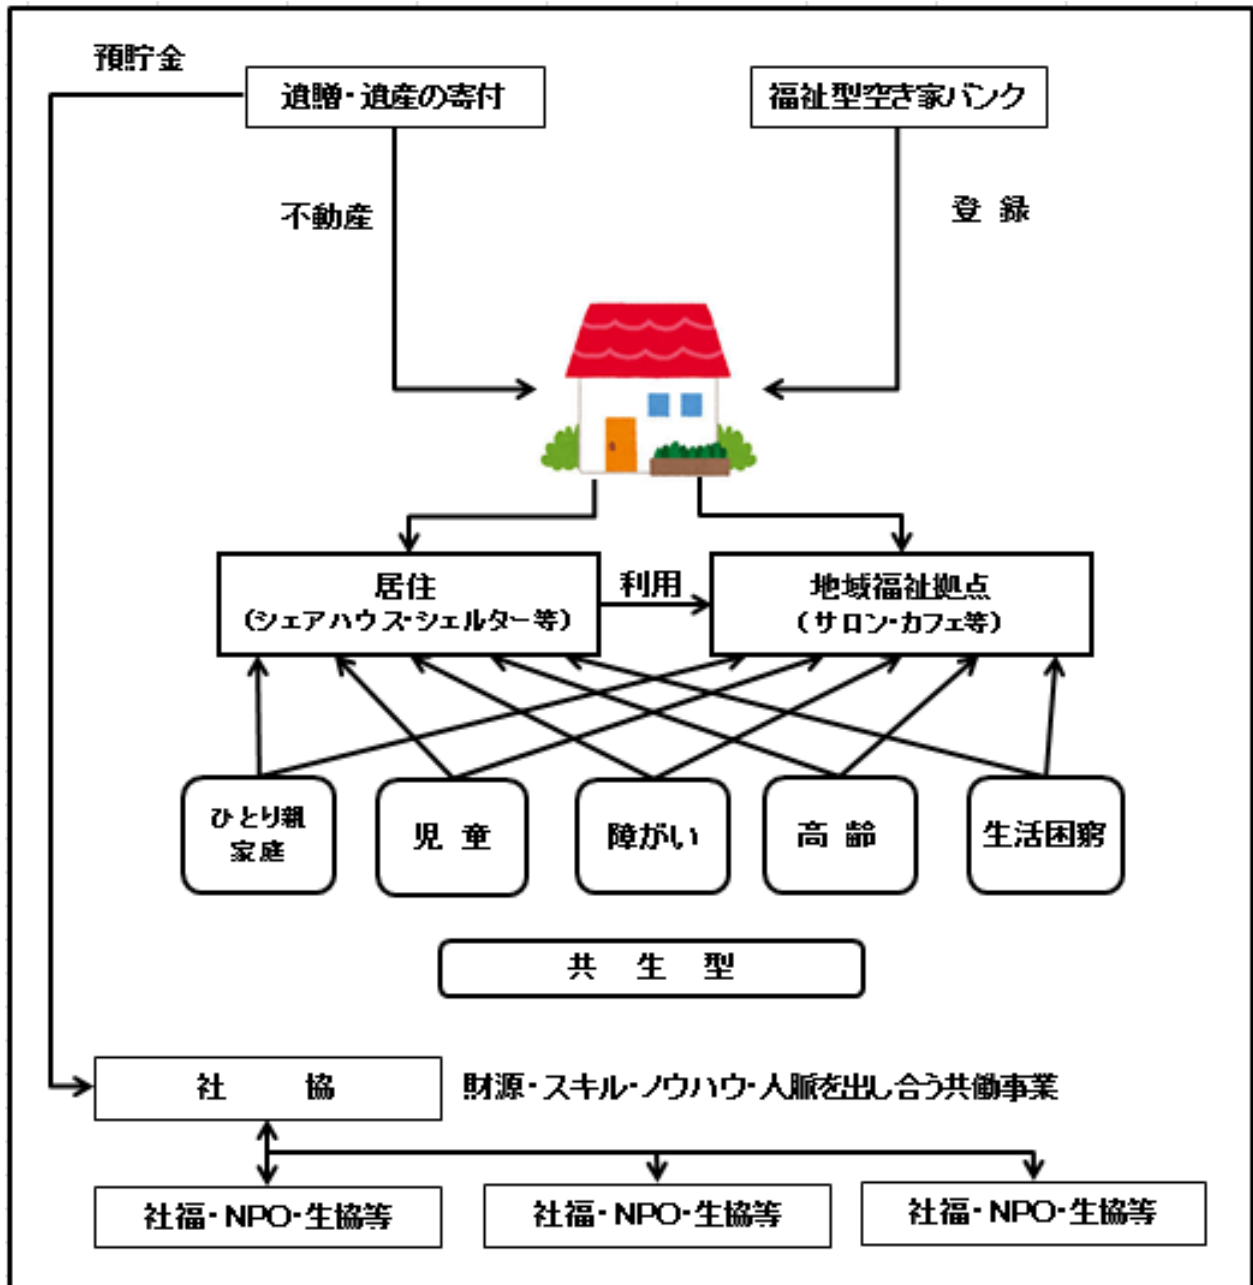 預貯金
遺贈・遺産の寄付
福祉型空き家バンク
不動産
登録
居住
(シェアハウス・シェルター等)
利用
地域福祉拠点
(サロン・カフェ等)
ひとり親
家庭
児童
障がい
高齢
生活困窮
共生型
社協
財源・スキル・ノウハウ・人脈を出し合う共働事業
社福・NPO・生協等
社福・NPO・生協等
社福・NPO・生協等